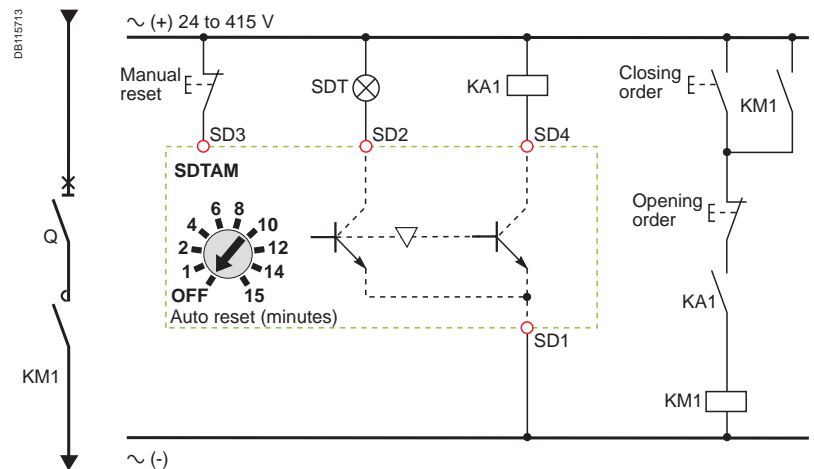 DB115713
∼ (+) 24 to 415 V
Manual
reset
SDT
KA1
Closing
order
KM1
SD3
SD2
SD4
SDTAM
Opening
order
Q
6
8
4
10
2
12
1
14
OFF
15
Auto reset (minutes)
KA1
SD1
KM1
KM1
∼ (-)